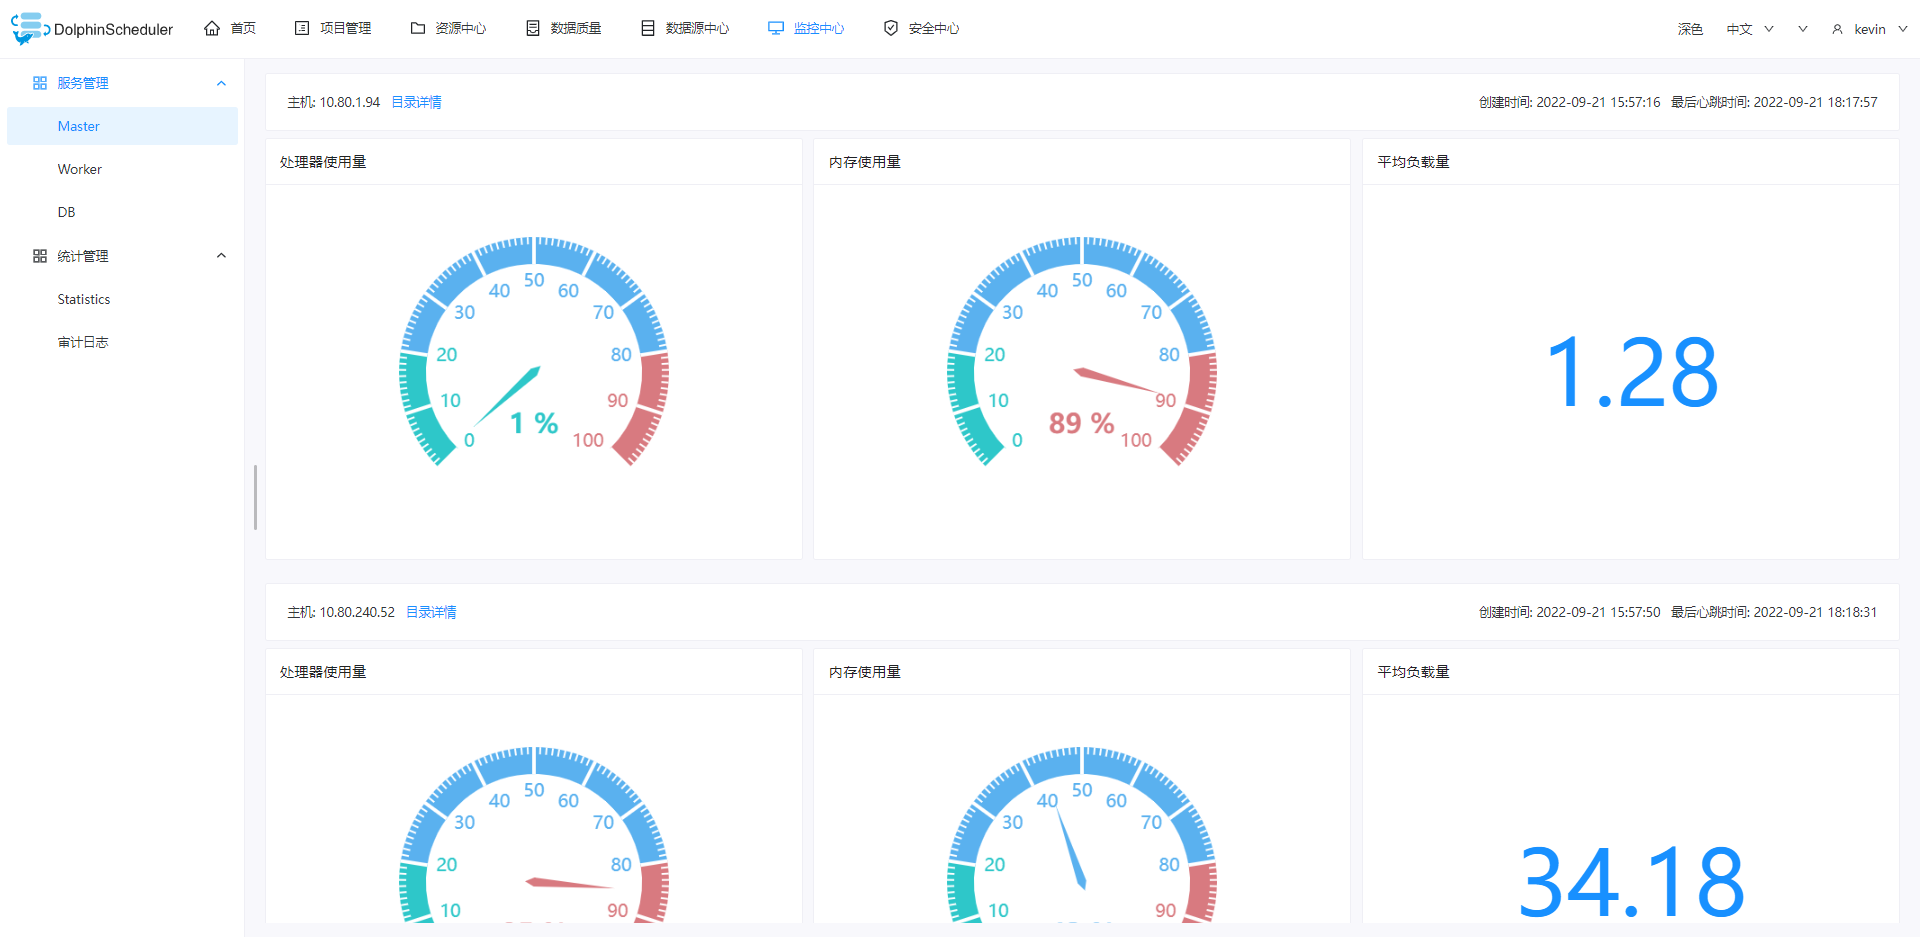 DolphinScheduler 首页 项目管理 资源中心 数据质量 数据源中心 监控中心 安全中心 深色 中文 kevin
服务管理
Master
Worker
DB
统计管理
Statistics
审计日志
主机: 10.80.1.94 目录详情 创建时间: 2022-09-21 15:57:16 最后心跳时间: 2022-09-21 18:17:57
处理器使用量
0 10 20 30 40 50 60 70 80 90 100
1 %
内存使用量
0 10 20 30 40 50 60 70 80 90 100
89 %
平均负载量
1.28
主机: 10.80.240.52 目录详情 创建时间: 2022-09-21 15:57:50 最后心跳时间: 2022-09-21 18:18:31
处理器使用量
10 20 30 40 50 60 70 80 90
内存使用量
10 20 30 40 50 60 70 80 90
平均负载量
34.18